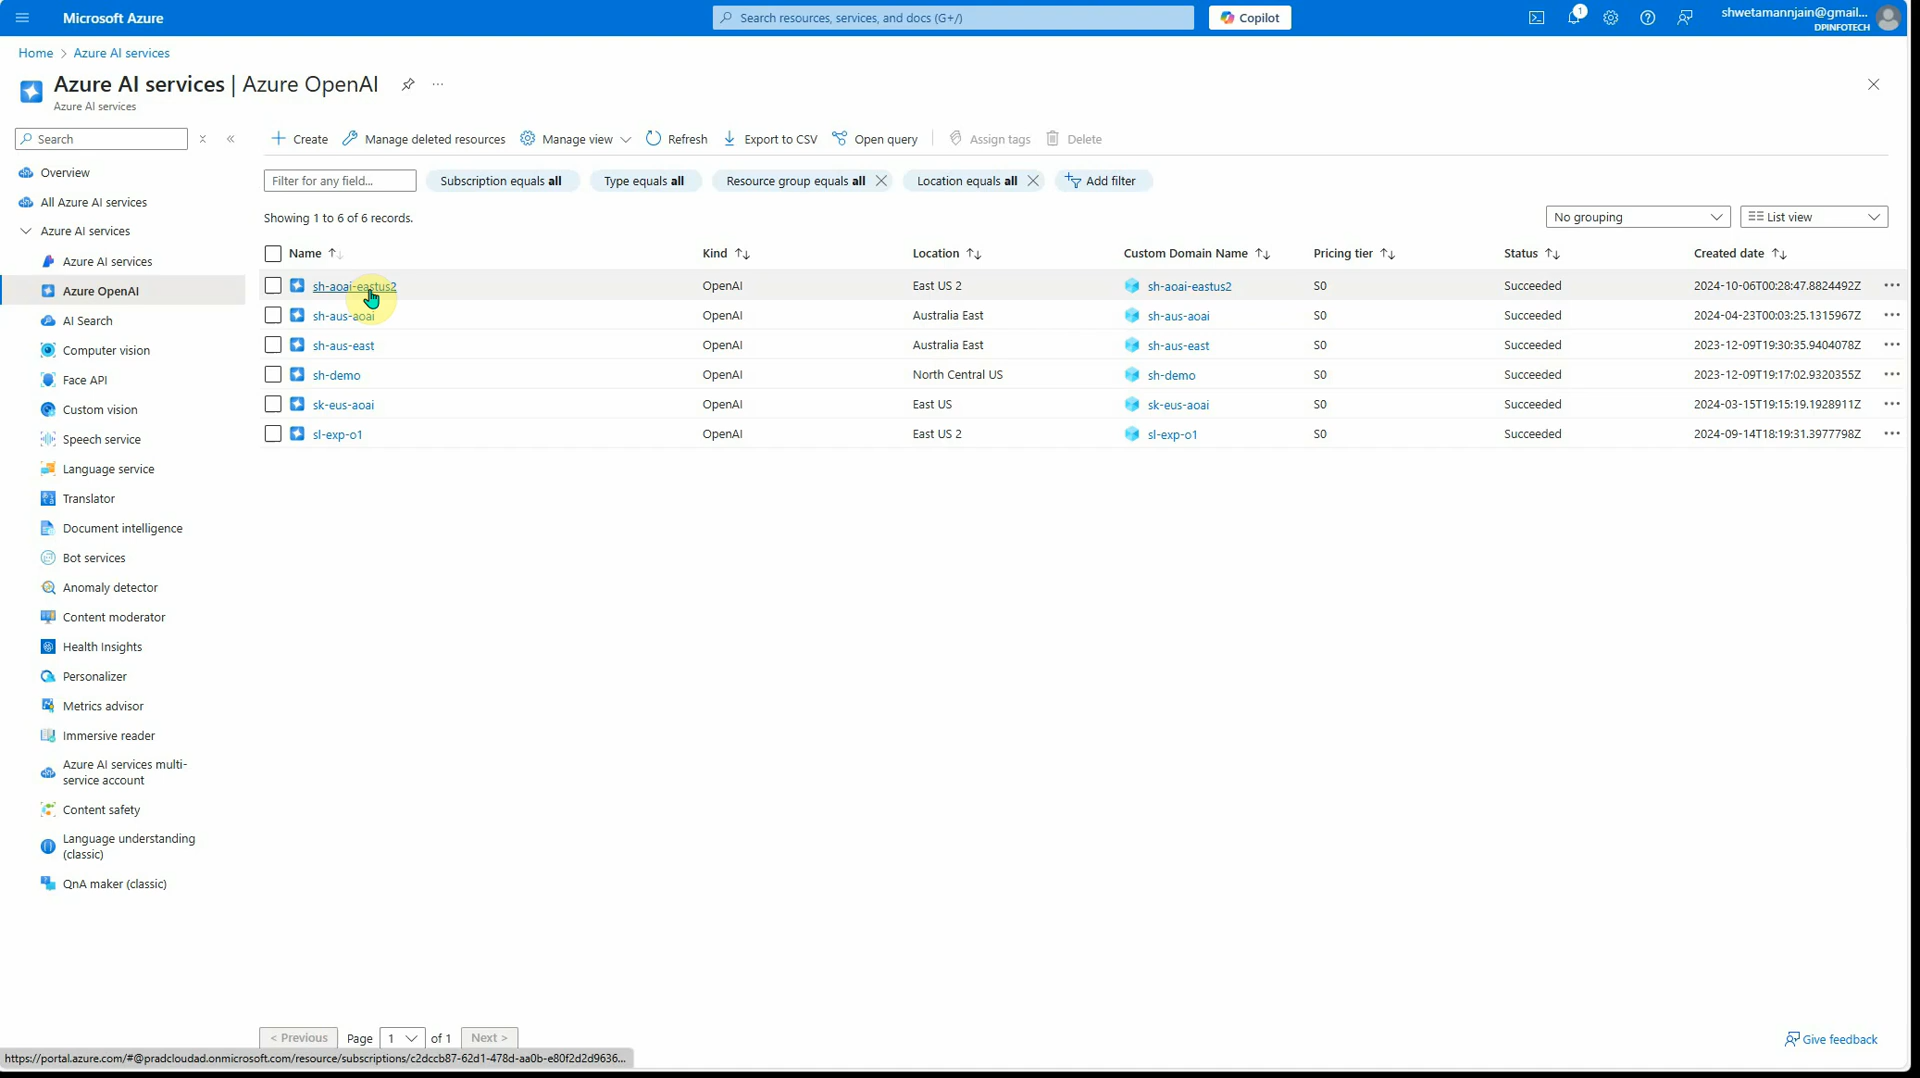 Microsoft Azure
Search resources, services, and docs (G+/)
Copilot
1
shwetamannjain@gmail...
DPINFOTECH
Home > Azure AI services
Azure AI services | Azure OpenAI
...
Azure AI services
Search
Create
Manage deleted resources
Manage view
Refresh
Export to CSV
Open query
Assign tags
Delete
Overview
All Azure AI services
Azure AI services
Azure AI services
Azure OpenAI
AI Search
Computer vision
Face API
Custom vision
Speech service
Language service
Translator
Document intelligence
Bot services
Anomaly detector
Content moderator
Health Insights
Personalizer
Metrics advisor
Immersive reader
Azure AI services multi-
service account
Content safety
Language understanding
(classic)
QnA maker (classic)
Filter for any field...
Subscription equals all
Type equals all
Resource group equals all
Location equals all
Add filter
Showing 1 to 6 of 6 records.
No grouping
List view
Name Kind Location Custom Domain Name Pricing tier Status Created date
sh-aoai-eastus2 OpenAI East US 2 sh-aoai-eastus2 S0 Succeeded 2024-10-06T00:28:47.8824492Z ...
sh-aus-aoai OpenAI Australia East sh-aus-aoai S0 Succeeded 2024-04-23T00:03:25.1315967Z ...
sh-aus-east OpenAI Australia East sh-aus-east S0 Succeeded 2023-12-09T19:30:35.9404078Z ...
sh-demo OpenAI North Central US sh-demo S0 Succeeded 2023-12-09T19:17:02.9320355Z ...
sk-eus-aoai OpenAI East US sk-eus-aoai S0 Succeeded 2024-03-15T19:15:19.1928911Z ...
sl-exp-o1 OpenAI East US 2 sl-exp-o1 S0 Succeeded 2024-09-14T18:19:31.3977798Z ...
< Previous Page 1 of 1 Next >
Give feedback
https://portal.azure.com/#@pradcloudad.onmicrosoft.com/resource/subscriptions/c2dccb87-62d1-478d-aa0b-e80f2d2d9636...